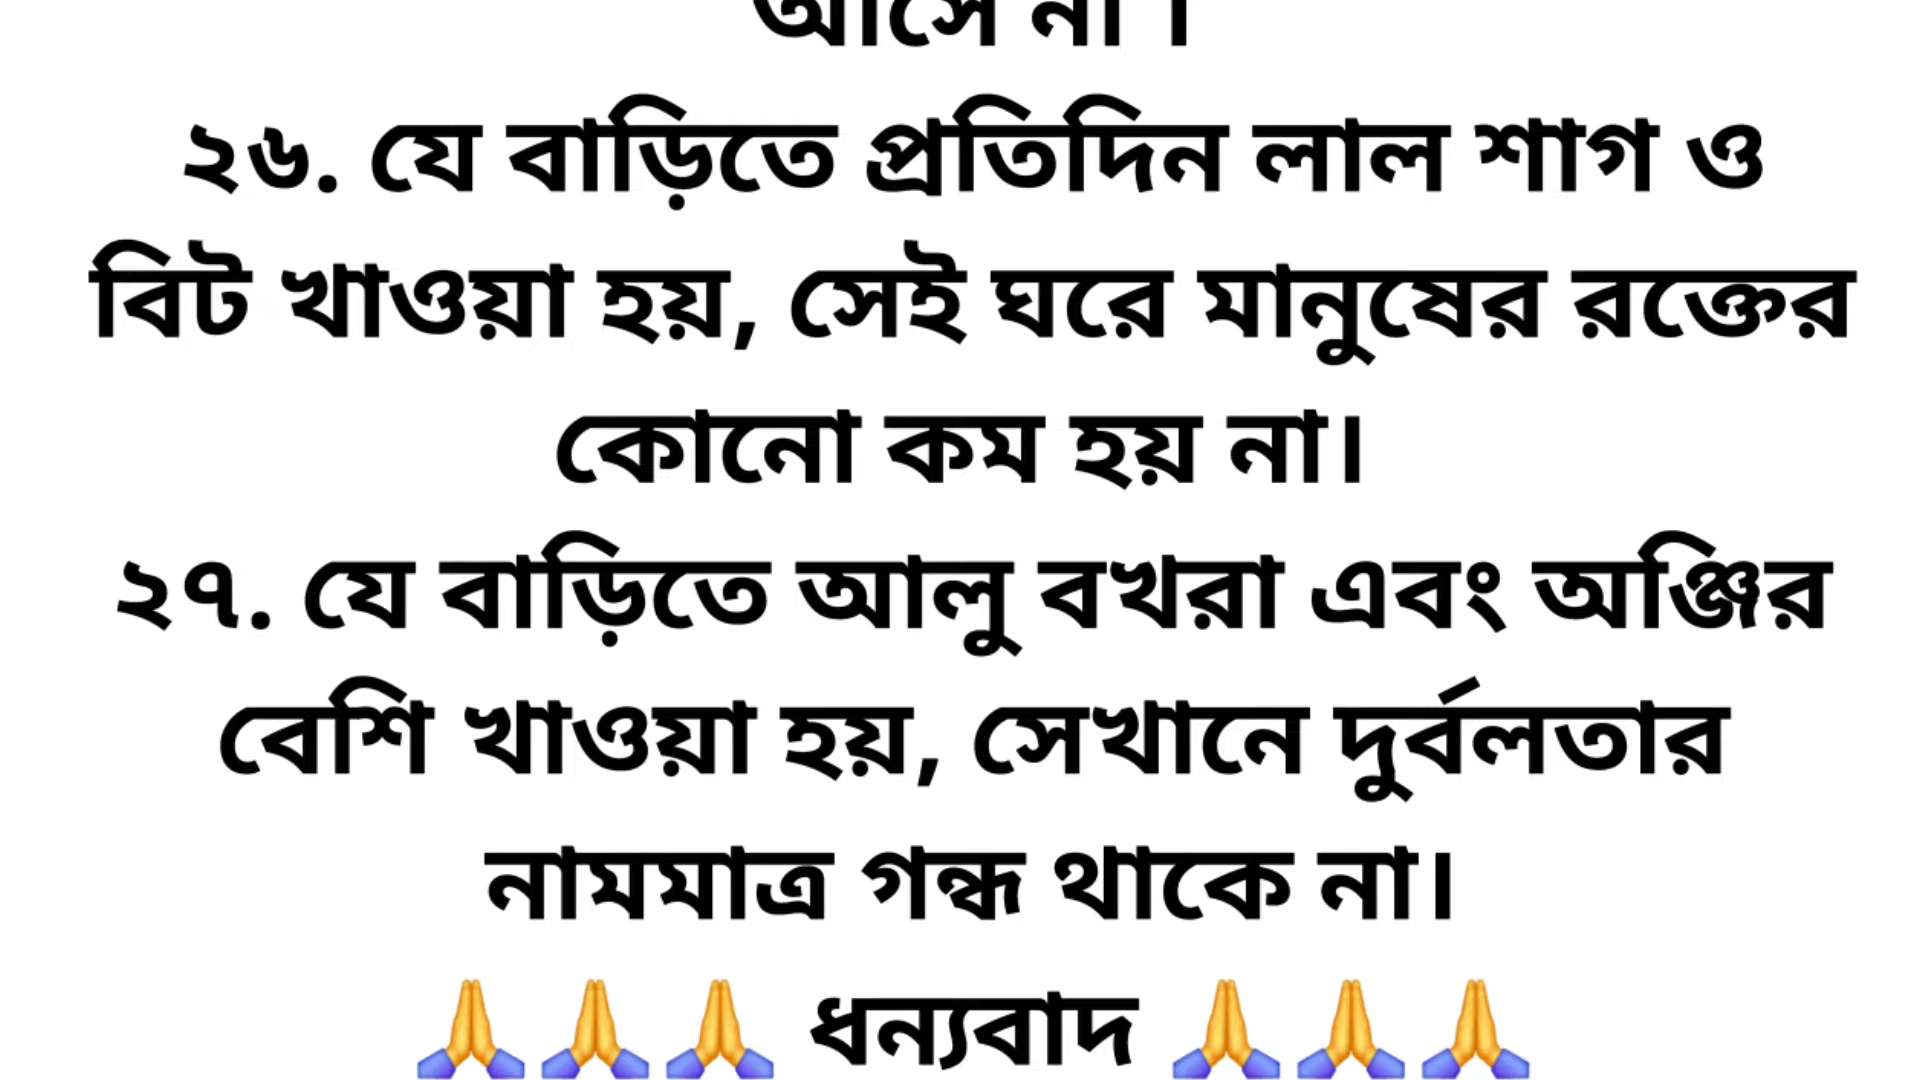 আসে না ।
২৬. যে বাড়িতে প্রতিদিন লাল শাগ ও
বিট খাওয়া হয়, সেই ঘরে মানুষের রক্তের
কোনো কম হয় না।
২৭. যে বাড়িতে আলু বখরা এবং অঞ্জির
বেশি খাওয়া হয়, সেখানে দুর্বলতার
নামমাত্র গন্ধ থাকে না।
🙏🙏🙏 ধন্যবাদ 🙏🙏🙏